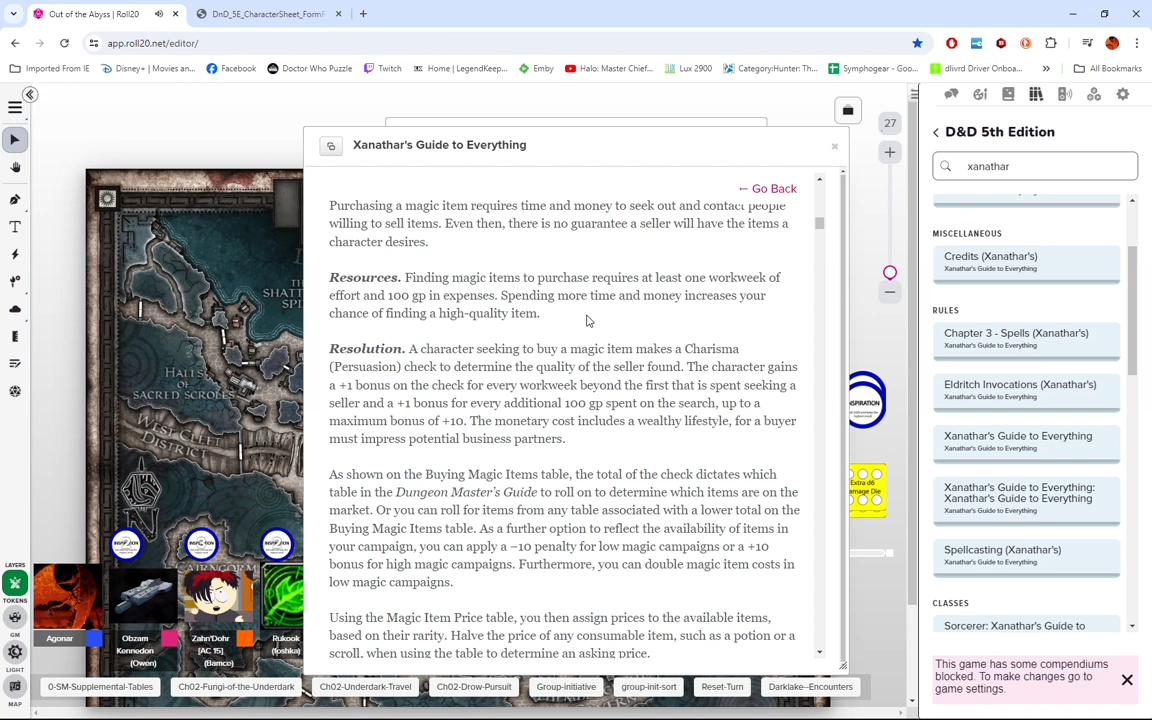 Out of the Abyss | Roll20
DnD_5E_CharacterSheet_FormF
app.roll20.net/editor/
Imported From IE
Disney+ | Movies an...
Facebook
Doctor Who Puzzle
Twitch
Home | LegendKeep...
Emby
Halo: Master Chief...
Lux 2900
Category:Hunter: Th...
Symphogear - Goo...
dlivrd Driver Onboa...
All Bookmarks
Xanathar's Guide to Everything
← Go Back
Purchasing a magic item requires time and money to seek out and contact people
willing to sell items. Even then, there is no guarantee a seller will have the items a
character desires.
Resources. Finding magic items to purchase requires at least one workweek of
effort and 100 gp in expenses. Spending more time and money increases your
chance of finding a high-quality item.
Resolution. A character seeking to buy a magic item makes a Charisma
(Persuasion) check to determine the quality of the seller found. The character gains
a +1 bonus on the check for every workweek beyond the first that is spent seeking a
seller and a +1 bonus for every additional 100 gp spent on the search, up to a
maximum bonus of +10. The monetary cost includes a wealthy lifestyle, for a buyer
must impress potential business partners.
As shown on the Buying Magic Items table, the total of the check dictates which
table in the Dungeon Master's Guide to roll on to determine which items are on the
market. Or you can roll for items from any table associated with a lower total on the
Buying Magic Items table. As a further option to reflect the availability of items in
your campaign, you can apply a –10 penalty for low magic campaigns or a +10
bonus for high magic campaigns. Furthermore, you can double magic item costs in
low magic campaigns.
Using the Magic Item Price table, you then assign prices to the available items,
based on their rarity. Halve the price of any consumable item, such as a potion or a
scroll, when using the table to determine an asking price.
27
HALLS
OF
SACRED SCROLLS
WEST CLEFT
DISTRICT
THE
N
INSPIRATION
INSPIRATION
INSPIRATION
INSPIRATION
Extra d6
Damage Die
LAYERS
TOKENS
GM
LIGHT
MAP
Agonar
Obzam
Kennedon
(Owen)
Zahn'Dohr
[AC 15]
(Bamco)
Rukook
(Ioshka)
0-SM-Supplemental-Tables
Ch02-Fungi-of-the-Underdark
Ch02-Underdark-Travel
Ch02-Drow-Pursuit
Group-initiative
group-init-sort
Reset-Turn
Darklake--Encounters
D&D 5th Edition
xanathar
MISCELLANEOUS
Credits (Xanathar's)
Xanathar's Guide to Everything
RULES
Chapter 3 - Spells (Xanathar's)
Xanathar's Guide to Everything
Eldritch Invocations (Xanathar's)
Xanathar's Guide to Everything
Xanathar's Guide to Everything
Xanathar's Guide to Everything
Xanathar's Guide to Everything:
Xanathar's Guide to Everything
Xanathar's Guide to Everything
Spellcasting (Xanathar's)
Xanathar's Guide to Everything
CLASSES
Sorcerer: Xanathar's Guide to
This game has some compendiums
blocked. To make changes go to
game settings.